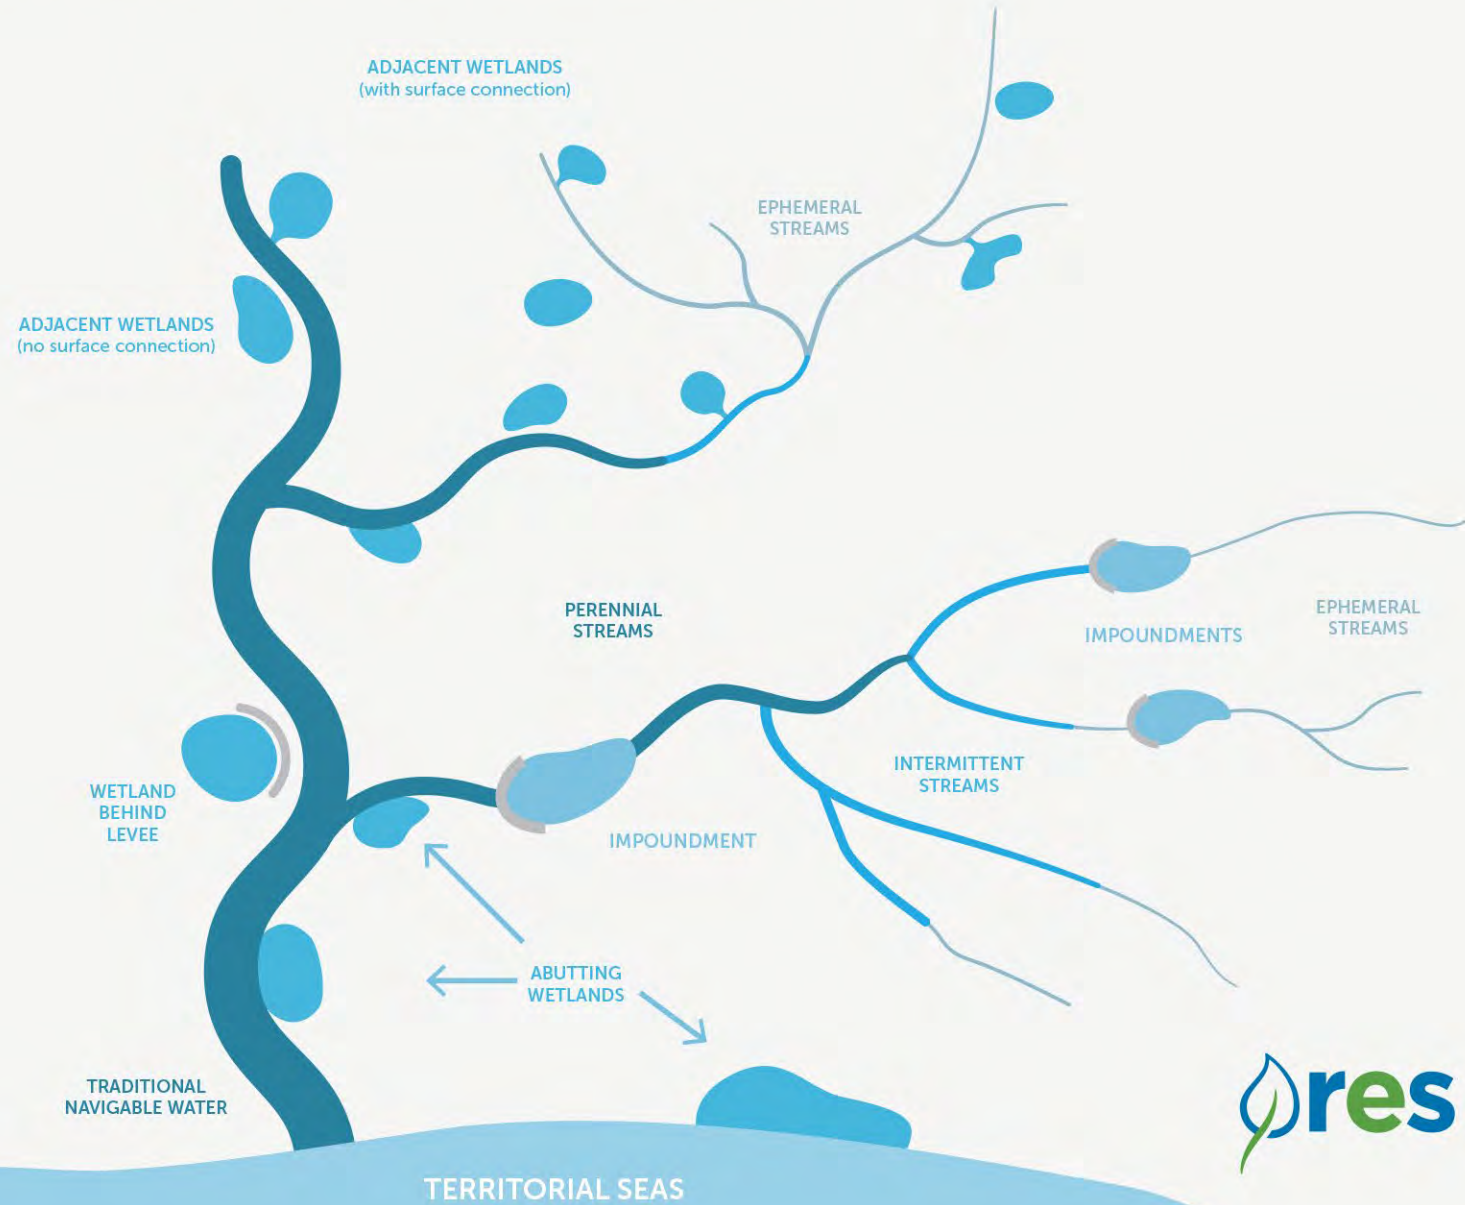 ADJACENT WETLANDS
(with surface connection)
EPHEMERAL
STREAMS
ADJACENT WETLANDS
(no surface connection)
PERENNIAL
STREAMS
EPHEMERAL
STREAMS
IMPOUNDMENTS
INTERMITTENT
STREAMS
WETLAND
BEHIND
LEVEE
IMPOUNDMENT
ABUTTING
WETLANDS
TRADITIONAL
NAVIGABLE WATER
res
TERRITORIAL SEAS